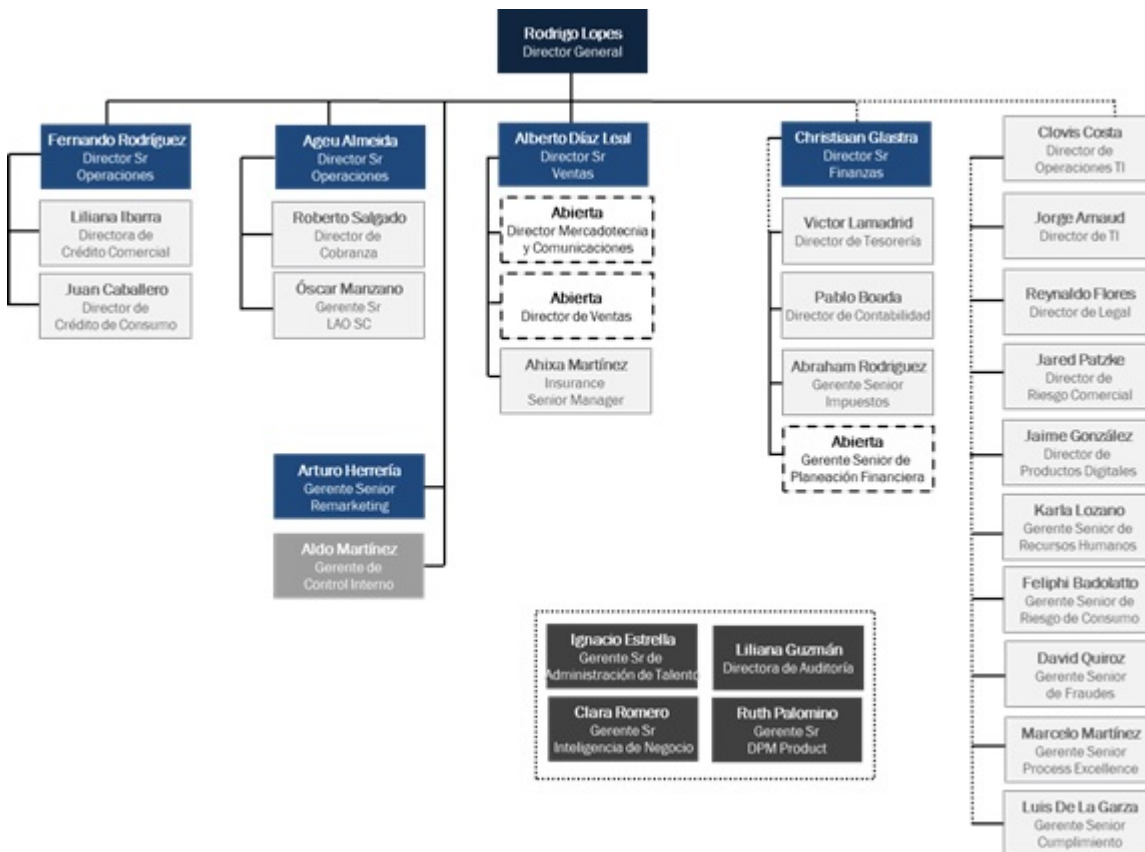 Rodrigo Lopes
Director General
Fernando Rodríguez
Director Sr
Operaciones
Liliana Ibarra
Directora de
Crédito Comercial
Juan Caballero
Director de
Crédito de Consumo
Ageu Almeida
Director Sr
Operaciones
Roberto Salgado
Director de
Cobranza
Óscar Manzano
Gerente Sr
LAO SC
Arturo Herrería
Gerente Senior
Remarketing
Aldo Martínez
Gerente de
Control Interno
Alberto Díaz Leal
Director Sr
Ventas
Abierta
Director Mercadotecnia
y Comunicaciones
Abierta
Director de Ventas
Ahixa Martínez
Insurance
Senior Manager
Christiaan Glastra
Director Sr
Finanzas
Victor Lamadrid
Director de Tesorería
Pablo Boada
Director de Contabilidad
Abraham Rodriguez
Gerente Senior
Impuestos
Abierta
Gerente Senior de
Planeación Financiera
Clovis Costa
Director de
Operaciones TI
Jorge Arnaud
Director de TI
Reynaldo Flores
Director de Legal
Jared Patzke
Director de
Riesgo Comercial
Jaime González
Director de
Productos Digitales
Karla Lozano
Gerente Senior de
Recursos Humanos
Feliphi Badolatto
Gerente Senior de
Riesgo de Consumo
David Quiroz
Gerente Senior
de Fraudes
Marcelo Martínez
Gerente Senior
Process Excellence
Luis De La Garza
Gerente Senior
Cumplimiento
Ignacio Estrella
Gerente Sr de
Administración de Talento
Liliana Guzmán
Directora de Auditoría
Clara Romero
Gerente Sr
Inteligencia de Negocio
Ruth Palomino
Gerente Sr
DPM Product